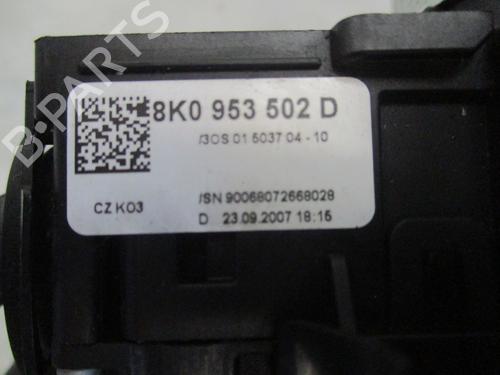 8K0 953 502 D
/3OS 01 5037 04 - 10
CZ K03
/SN 90068072668028
D 23.09.2007 18:15
B-PARTS